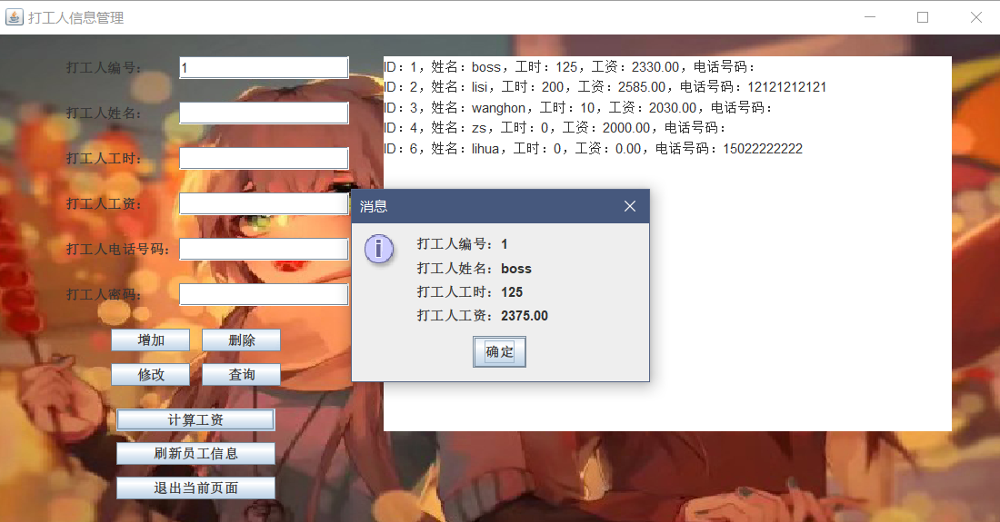 打工人信息管理
打工人编号：
1
打工人姓名：
打工人工时：
打工人工资：
打工人电话号码：
打工人密码：
增加
删除
修改
查询
计算工资
刷新员工信息
退出当前页面
ID：1，姓名：boss，工时：125，工资：2330.00，电话号码：
ID：2，姓名：lisi，工时：200，工资：2585.00，电话号码：12121212121
ID：3，姓名：wanghon，工时：10，工资：2030.00，电话号码：
ID：4，姓名：zs，工时：0，工资：2000.00，电话号码：
ID：6，姓名：lihua，工时：0，工资：0.00，电话号码：15022222222
消息
打工人编号：1
打工人姓名：boss
打工人工时：125
打工人工资：2375.00
确定